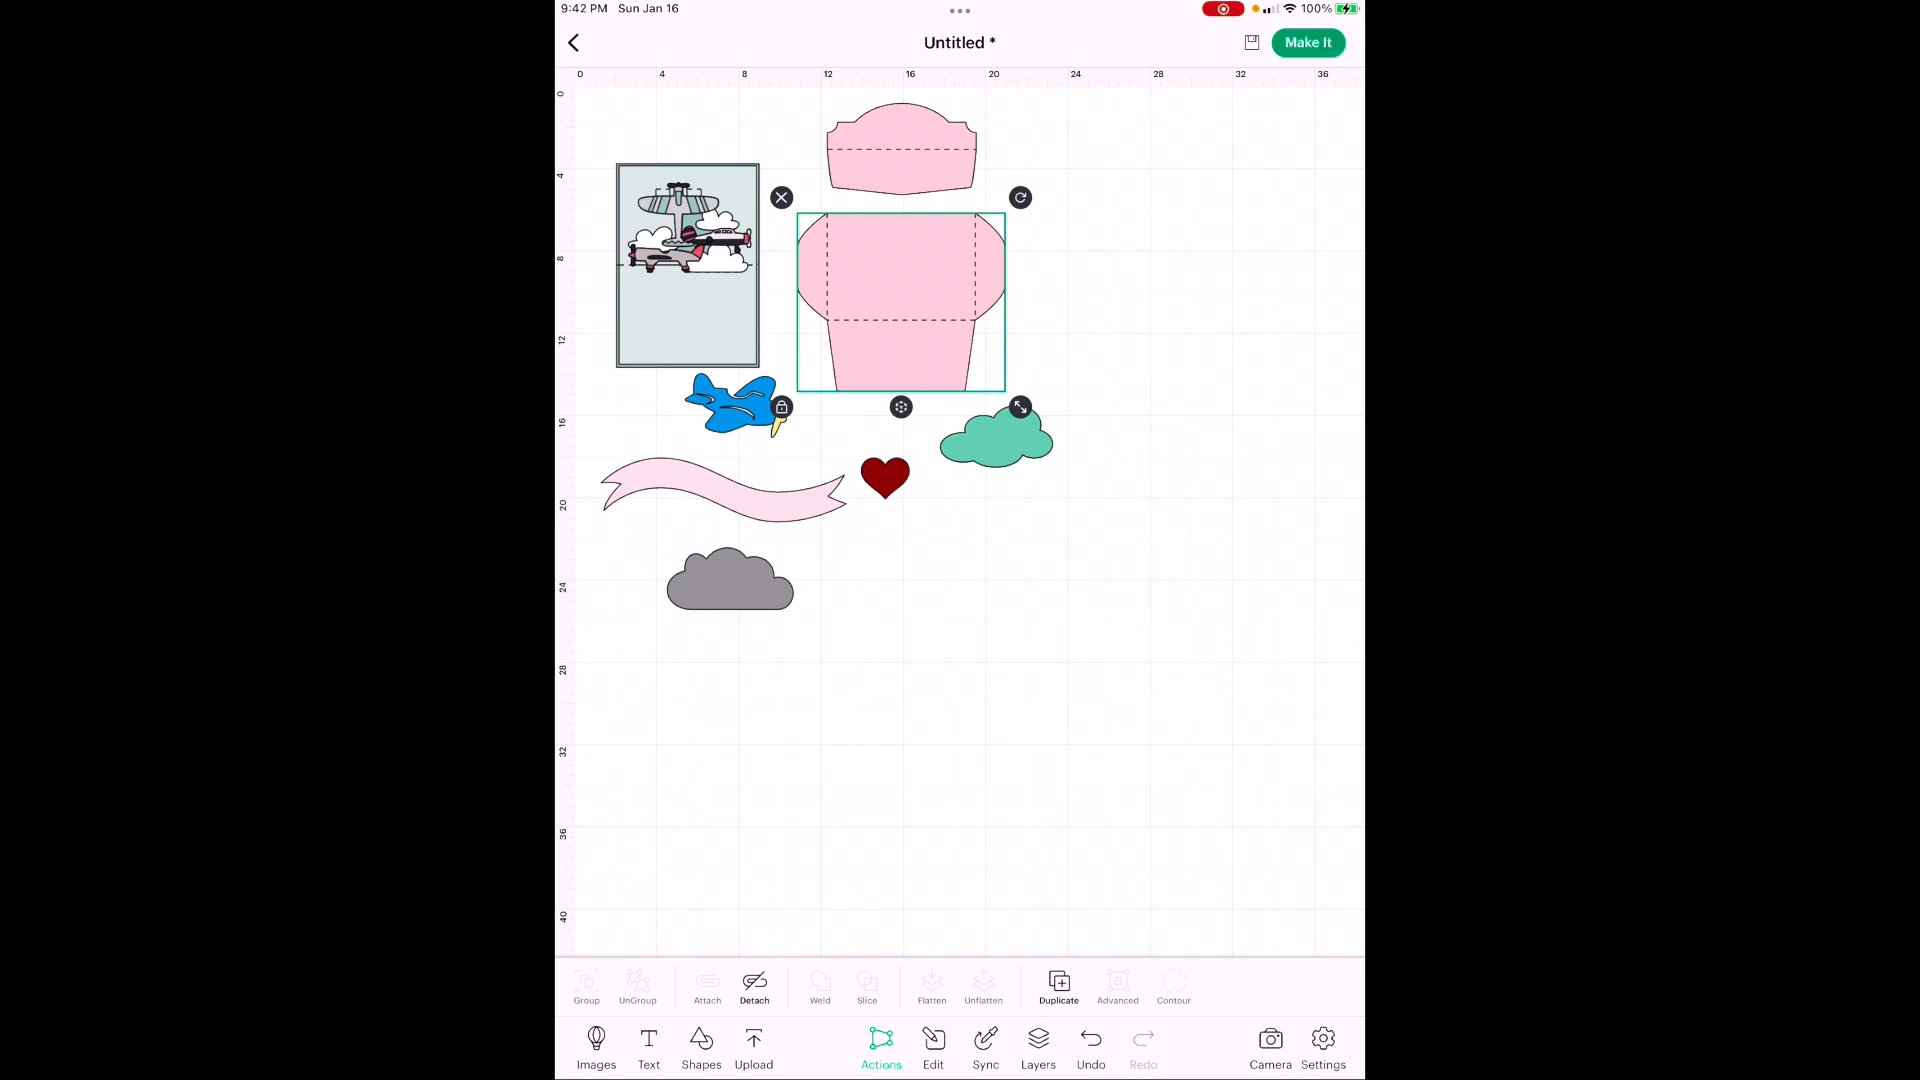 9:42 PM Sun Jan 16
100%
Untitled *
Make It
0 4 8 12 16 20 24 28 32 36
0
4
8
12
16
20
24
28
32
36
40
Group UnGroup Attach Detach Weld Slice Flatten Unflatten Duplicate Advanced Contour
Images Text Shapes Upload Actions Edit Sync Layers Undo Redo Camera Settings